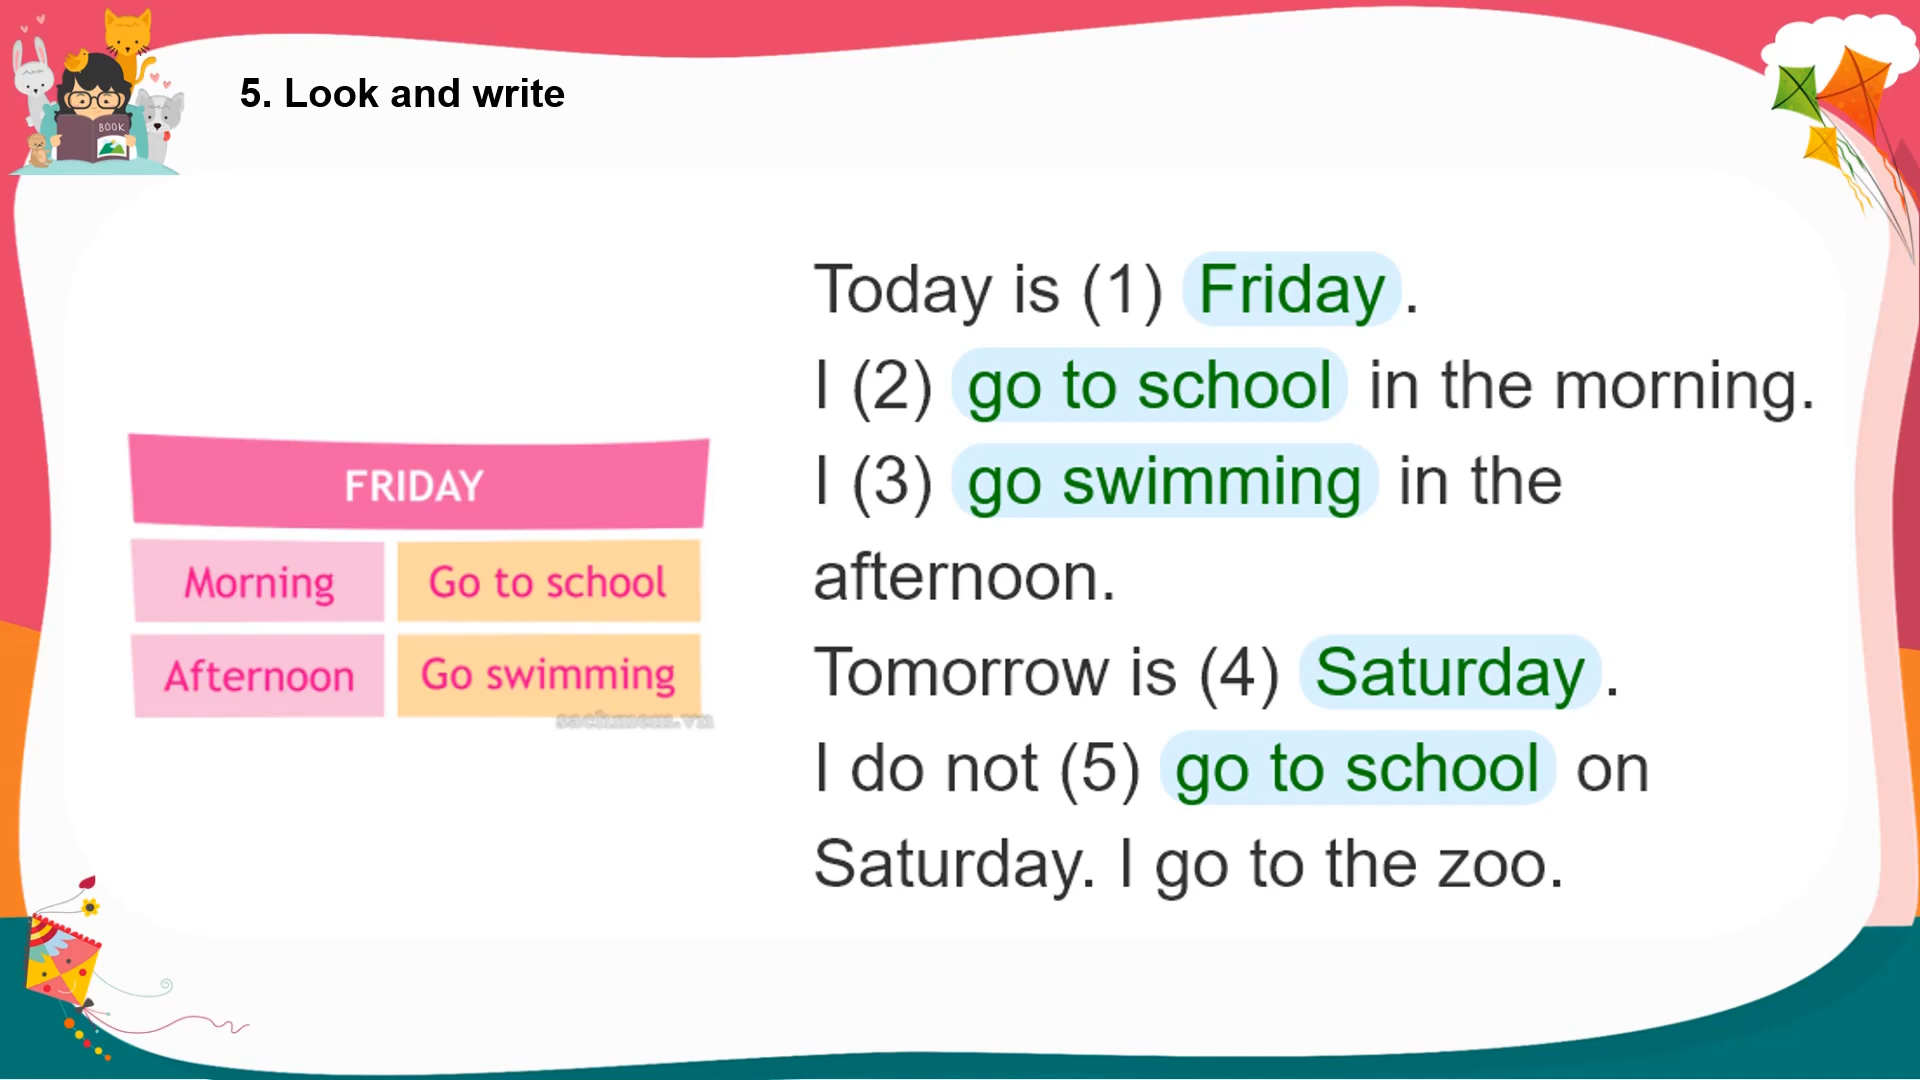 5. Look and write
BOOK
FRIDAY
Morning Go to school
Afternoon Go swimming
sachmem.vn
Today is (1) Friday.
I (2) go to school in the morning.
I (3) go swimming in the
afternoon.
Tomorrow is (4) Saturday.
I do not (5) go to school on
Saturday. I go to the zoo.